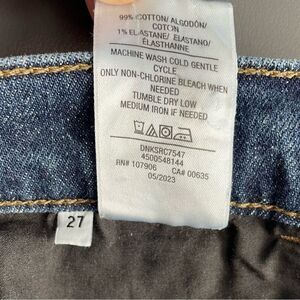 99% COTTON/ ALGODÓN/
COTON
1% ELASTANE/ ELASTANO/
ÉLASTHANNE
MACHINE WASH COLD GENTLE
CYCLE
ONLY NON-CHLORINE BLEACH WHEN
NEEDED
TUMBLE DRY LOW
MEDIUM IRON IF NEEDED
DNKSRC7547
4500548144
RN# 107906 CA# 00635
05/2023
27